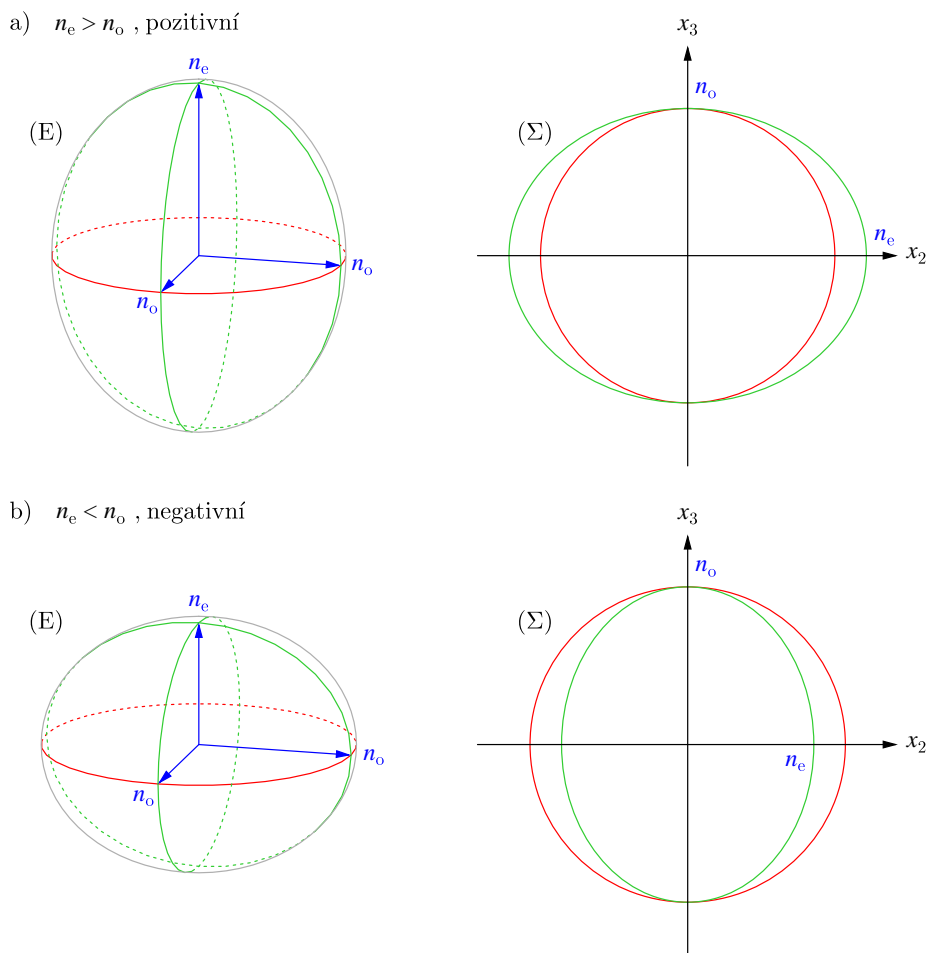 a) nₑ > nₒ , pozitivní
(E)
nₑ
nₒ
nₒ
(Σ)
x₃
nₒ
nₑ
x₂
b) nₑ < nₒ , negativní
(E)
nₑ
nₒ
nₒ
(Σ)
x₃
nₒ
nₑ
x₂